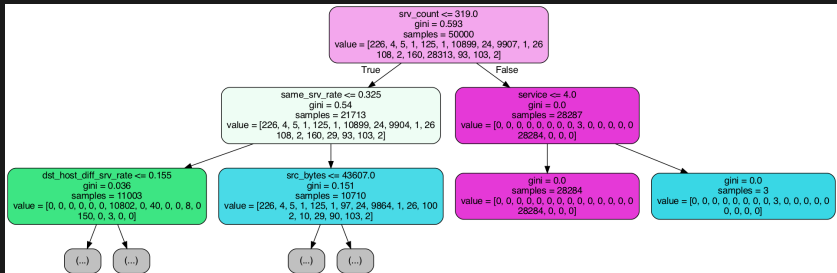 srv_count <= 319.0
gini = 0.593
samples = 50000
value = [226, 4, 5, 1, 125, 1, 10899, 24, 9907, 1, 26
108, 2, 160, 28313, 93, 103, 2]
True
False
same_srv_rate <= 0.325
gini = 0.54
samples = 21713
value = [226, 4, 5, 1, 125, 1, 10899, 24, 9904, 1, 26
108, 2, 160, 29, 93, 103, 2]
service <= 4.0
gini = 0.0
samples = 28287
value = [0, 0, 0, 0, 0, 0, 0, 0, 3, 0, 0, 0, 0, 0
28284, 0, 0, 0]
dst_host_diff_srv_rate <= 0.155
gini = 0.036
samples = 11003
value = [0, 0, 0, 0, 0, 0, 10802, 0, 40, 0, 0, 8, 0
150, 0, 3, 0, 0]
src_bytes <= 43607.0
gini = 0.151
samples = 10710
value = [226, 4, 5, 1, 125, 1, 97, 24, 9864, 1, 26, 100
2, 10, 29, 90, 103, 2]
gini = 0.0
samples = 28284
value = [0, 0, 0, 0, 0, 0, 0, 0, 0, 0, 0, 0, 0, 0
28284, 0, 0, 0]
gini = 0.0
samples = 3
value = [0, 0, 0, 0, 0, 0, 0, 0, 3, 0, 0, 0, 0, 0
0, 0, 0, 0]
(...)
(...)
(...)
(...)